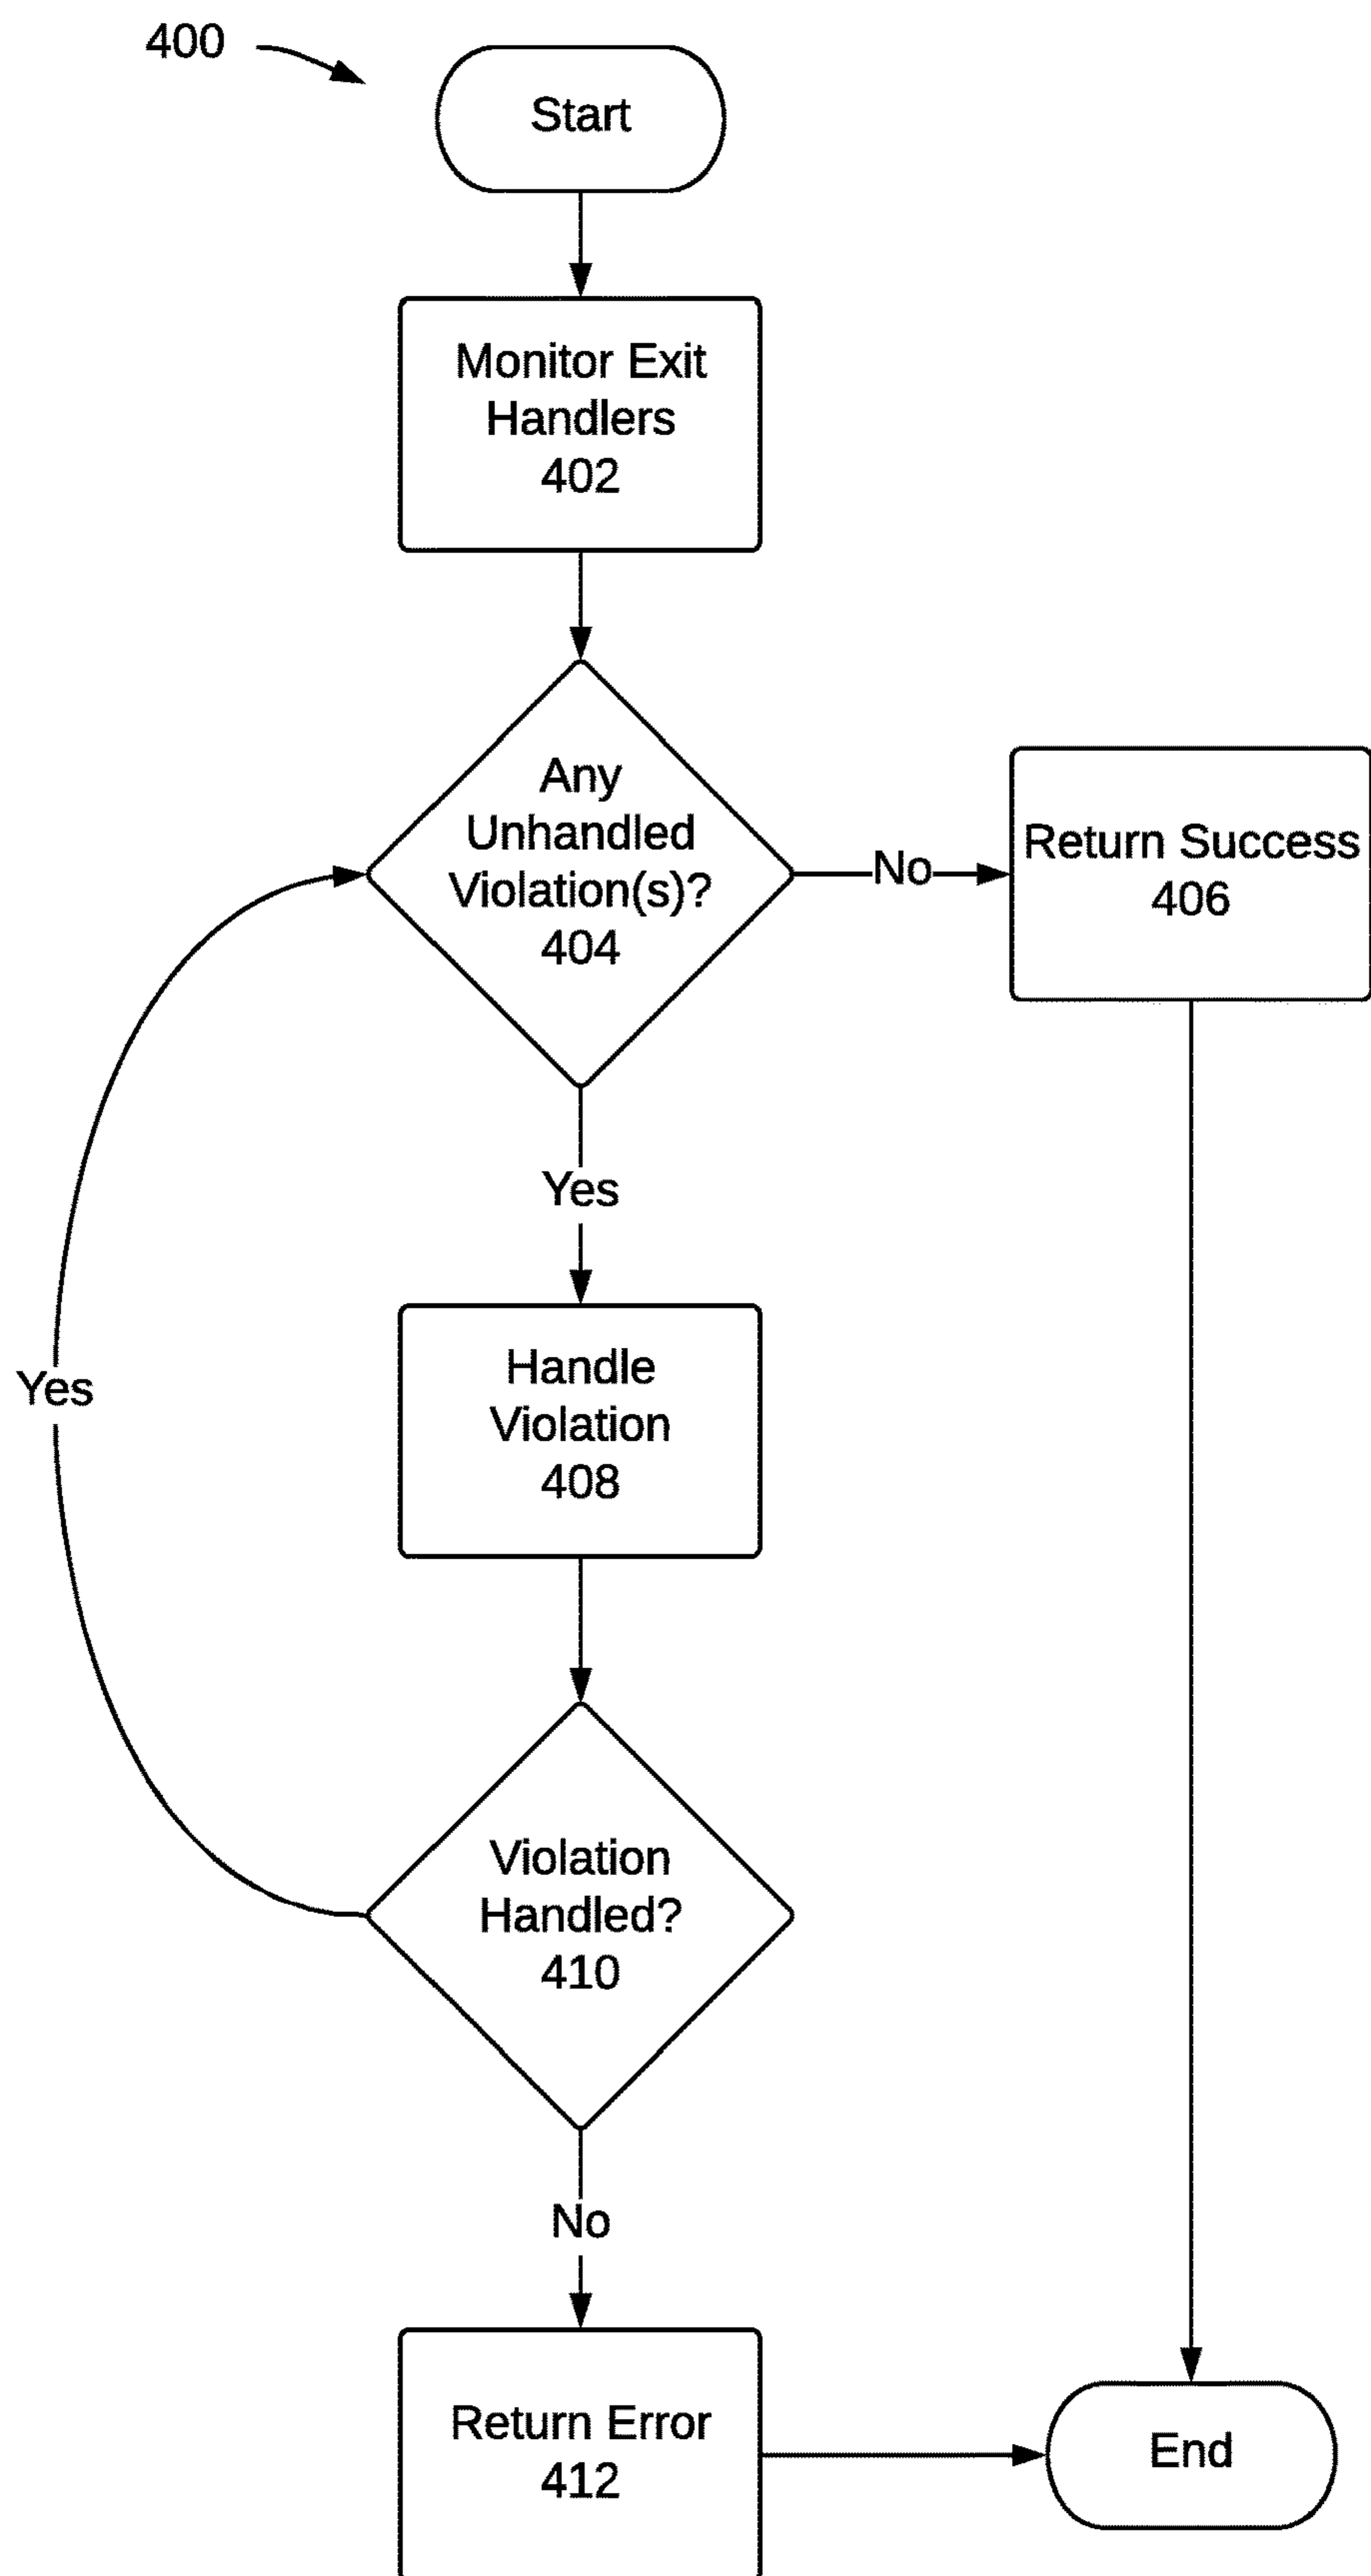 400
Start
Monitor Exit
Handlers
402
Any
Unhandled
Violation(s)?
404
No
Return Success
406
Yes
Handle
Violation
408
Yes
Violation
Handled?
410
No
Return Error
412
End